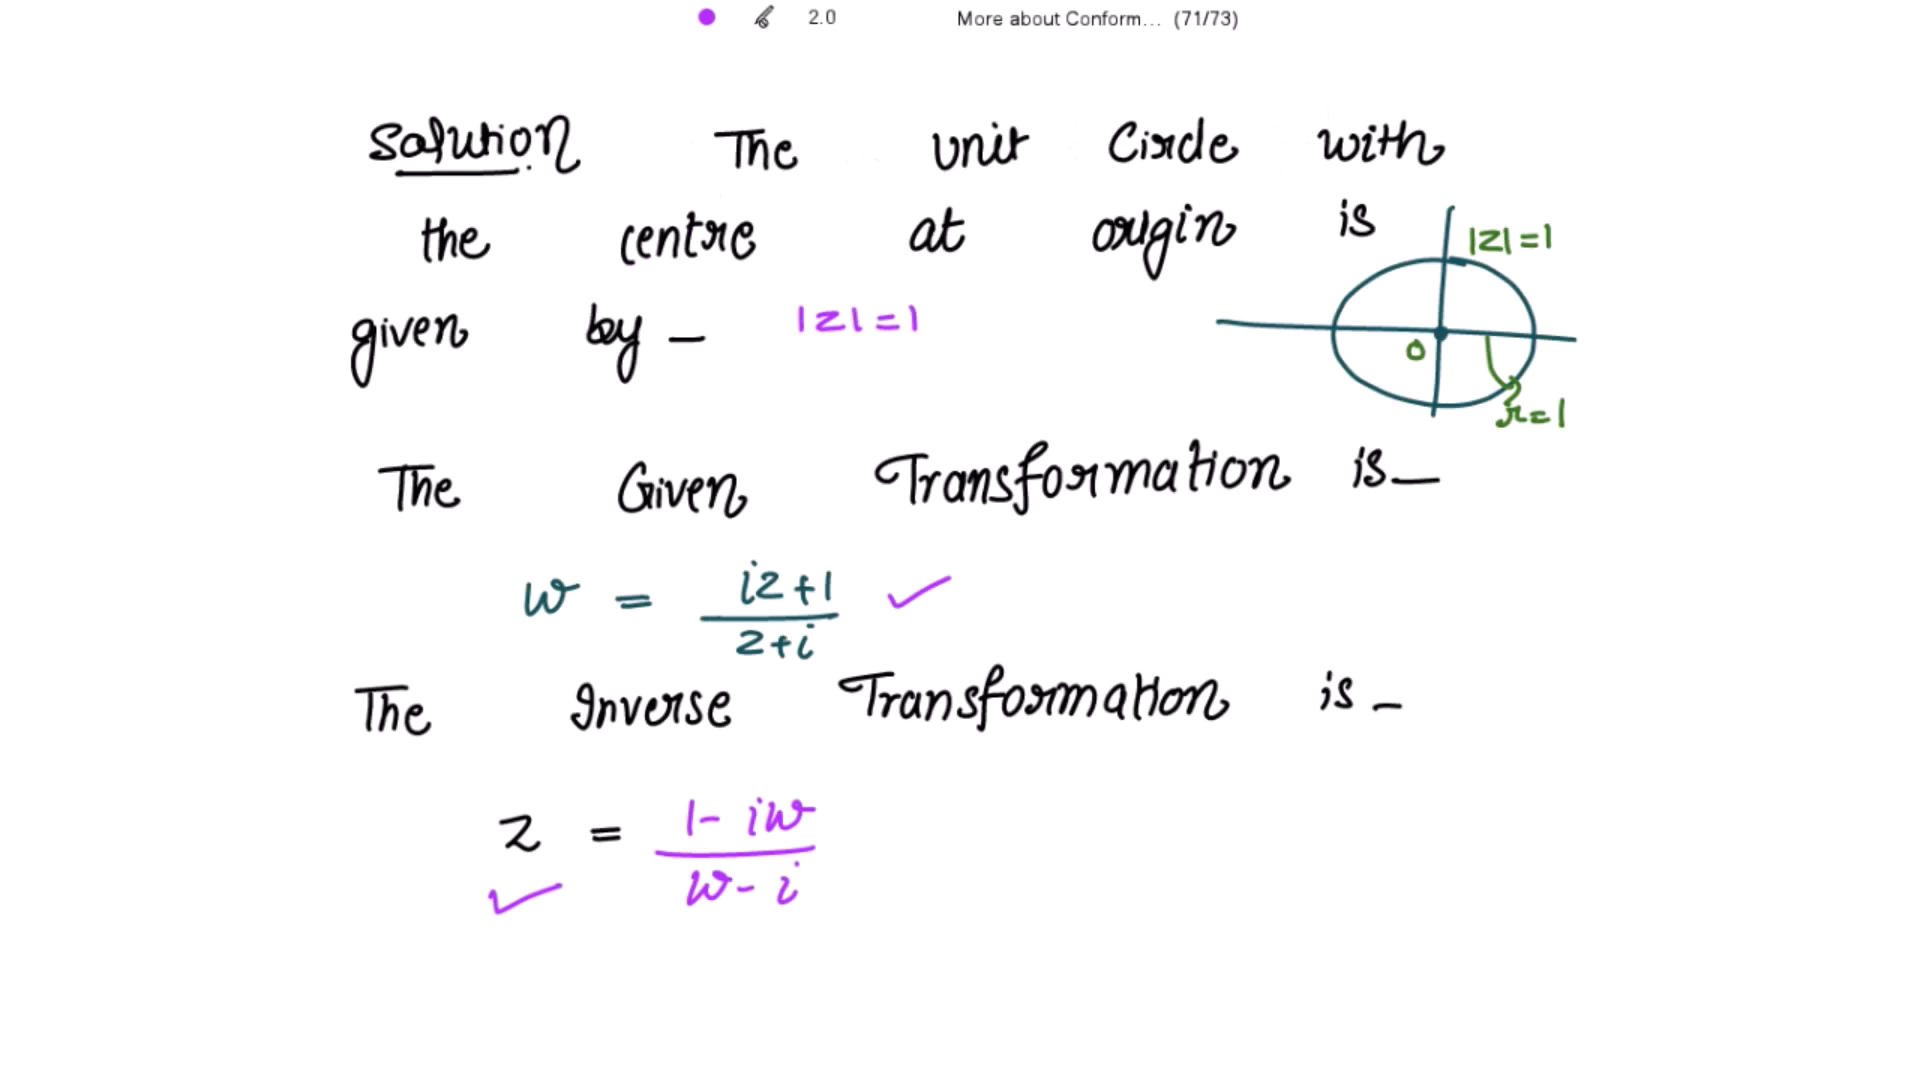 2.0 More about Conform... (71/73)
Solution The unit Circle with
the centre at origin is
|z|=1
given by - |z|=1
0
r=1
The Given Transformation is-
w = iz+1 / z+i
The Inverse Transformation is -
z = 1- iw / w- i